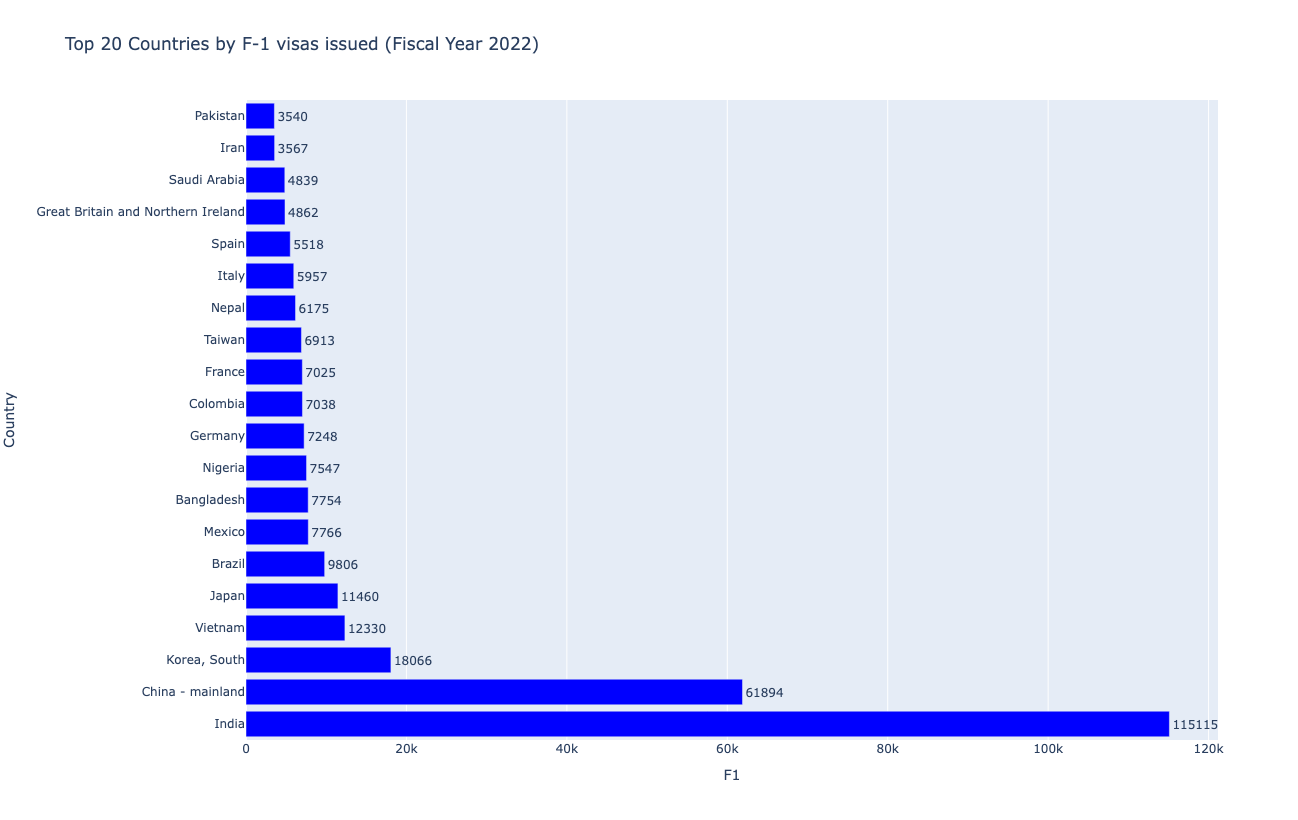 Top 20 Countries by F-1 visas issued (Fiscal Year 2022)
Pakistan 3540
Iran 3567
Saudi Arabia 4839
Great Britain and Northern Ireland 4862
Spain 5518
Italy 5957
Nepal 6175
Taiwan 6913
France 7025
Colombia 7038
Germany 7248
Nigeria 7547
Bangladesh 7754
Mexico 7766
Brazil 9806
Japan 11460
Vietnam 12330
Korea, South 18066
China - mainland 61894
India 115115
0 20k 40k 60k 80k 100k 120k
F1
Country